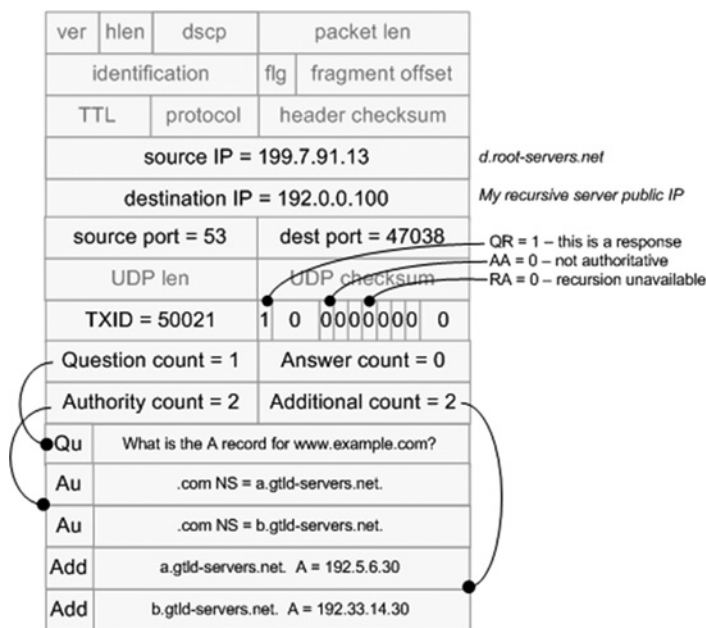 ver hlen dscp packet len
identification flg fragment offset
TTL protocol header checksum
source IP = 199.7.91.13 d.root-servers.net
destination IP = 192.0.0.100 My recursive server public IP
source port = 53 dest port = 47038
QR = 1 – this is a response
AA = 0 – not authoritative
UDP len UDP checksum
RA = 0 – recursion unavailable
TXID = 50021 1 0 0000000 0
Question count = 1 Answer count = 0
Authority count = 2 Additional count = 2
Qu What is the A record for www.example.com?
Au .com NS = a.gtld-servers.net.
Au .com NS = b.gtld-servers.net.
Add a.gtld-servers.net. A = 192.5.6.30
Add b.gtld-servers.net. A = 192.33.14.30